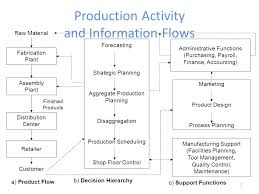 Production Activity
and Information Flows
Raw Material
Fabrication
Plant
Assembly
Plant
Finished
Products
Distribution
Center
Retailer
Customer
a) Product Flow
Forecasting
Strategic Planning
Aggregate Production
Planning
Disaggregation
Production Scheduling
Shop Floor Control
b) Decision Hierarchy
Administrative Functions
(Purchasing, Payroll,
Finance, Accounting)
Marketing
Product Design
Process Planning
Manufacturing Support
(Facilities Planning,
Tool Management,
Quality Control,
Maintenance)
c) Support Functions